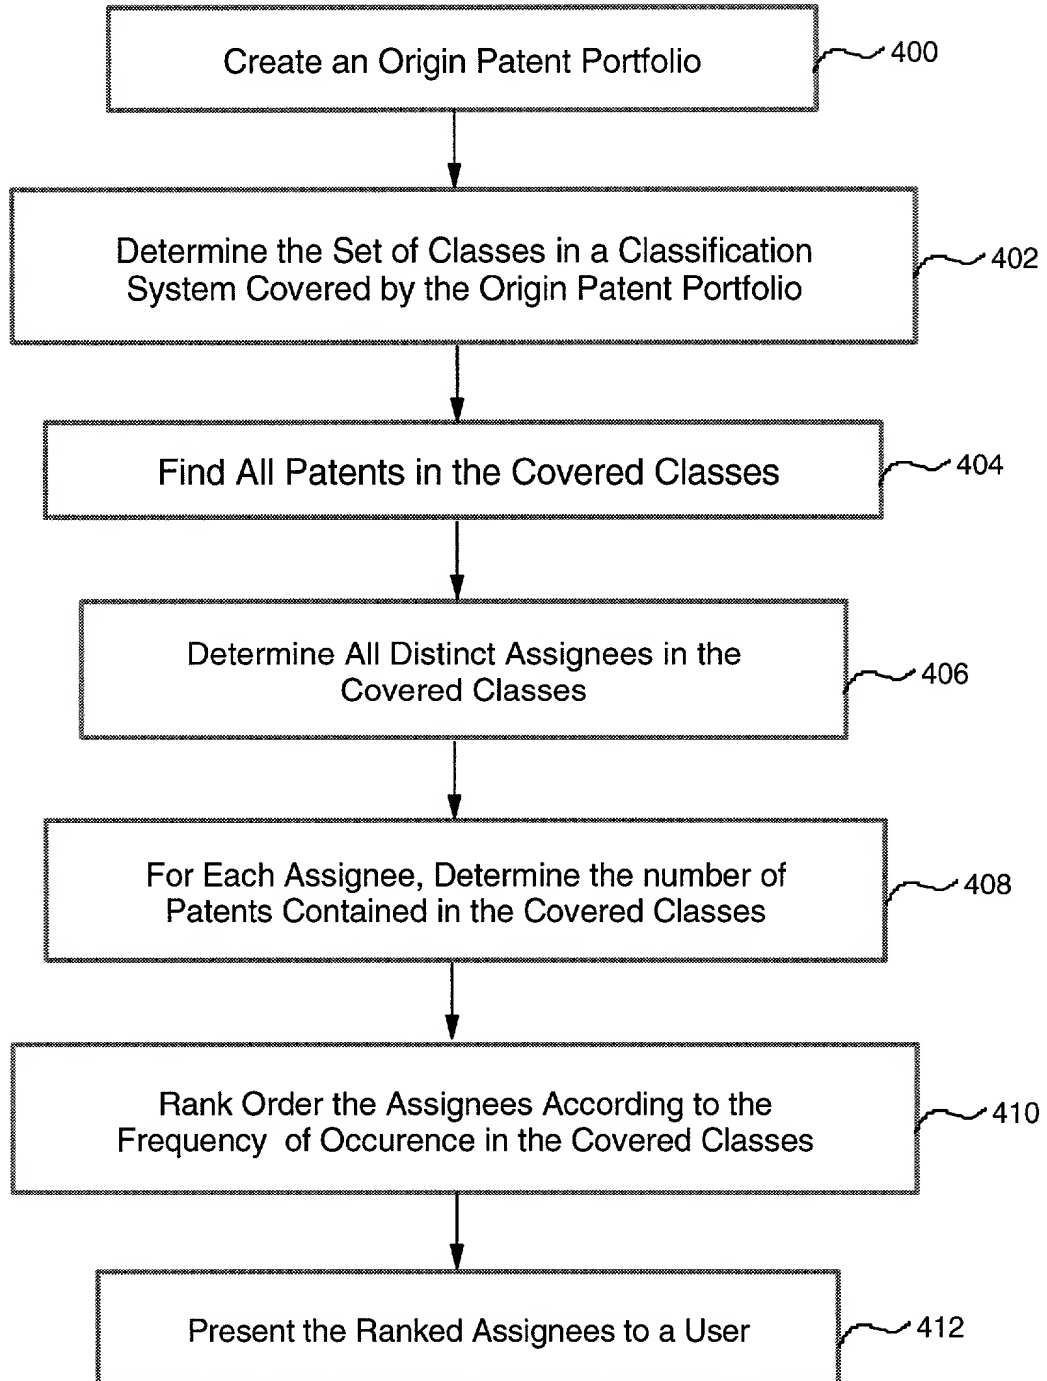 Create an Origin Patent Portfolio
400
Determine the Set of Classes in a Classification
System Covered by the Origin Patent Portfolio
402
Find All Patents in the Covered Classes
404
Determine All Distinct Assignees in the
Covered Classes
406
For Each Assignee, Determine the number of
Patents Contained in the Covered Classes
408
Rank Order the Assignees According to the
Frequency of Occurence in the Covered Classes
410
Present the Ranked Assignees to a User
412